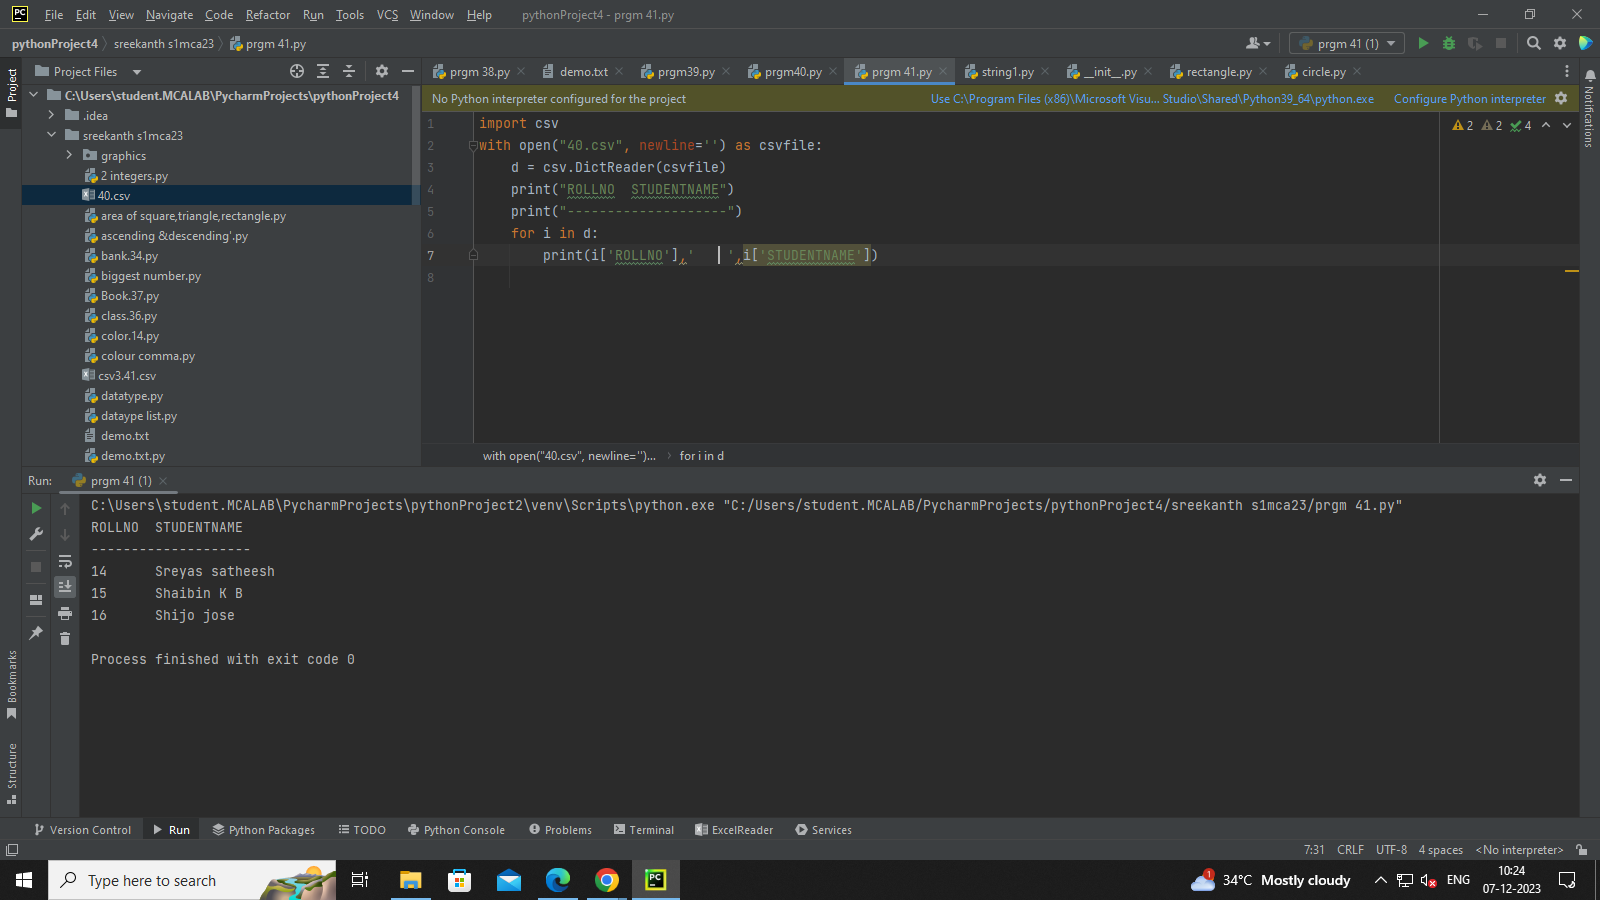 PC File Edit View Navigate Code Refactor Run Tools VCS Window Help pythonProject4 - prgm 41.py
pythonProject4 sreekanth s1mca23 prgm 41.py prgm 41 (1)
Project
Project Files
prgm 38.py demo.txt prgm39.py prgm40.py prgm 41.py string1.py __init__.py rectangle.py circle.py
Notifications
C:\Users\student.MCALAB\PycharmProjects\pythonProject4
.idea
sreekanth s1mca23
graphics
2 integers.py
40.csv
area of square,triangle,rectangle.py
ascending &descending'.py
bank.34.py
biggest number.py
Book.37.py
class.36.py
color.14.py
colour comma.py
csv3.41.csv
datatype.py
dataype list.py
demo.txt
demo.txt.py
No Python interpreter configured for the project Use C:\Program Files (x86)\Microsoft Visu... Studio\Shared\Python39_64\python.exe Configure Python interpreter
2 2 4
1 import csv
2 with open("40.csv", newline='') as csvfile:
3 d = csv.DictReader(csvfile)
4 print("ROLLNO  STUDENTNAME")
5 print("--------------------")
6 for i in d:
7 print(i['ROLLNO'],'    ',i['STUDENTNAME'])
8
with open("40.csv", newline='')... for i in d
Run: prgm 41 (1)
C:\Users\student.MCALAB\PycharmProjects\pythonProject2\venv\Scripts\python.exe "C:/Users/student.MCALAB/PycharmProjects/pythonProject4/sreekanth s1mca23/prgm 41.py"
ROLLNO  STUDENTNAME
--------------------
14      Sreyas satheesh
15      Shaibin K B
16      Shijo jose
Process finished with exit code 0
Bookmarks
Structure
Version Control Run Python Packages TODO Python Console Problems Terminal ExcelReader Services
7:31 CRLF UTF-8 4 spaces <No interpreter>
Type here to search
PC
1 34°C Mostly cloudy ENG 10:24
07-12-2023